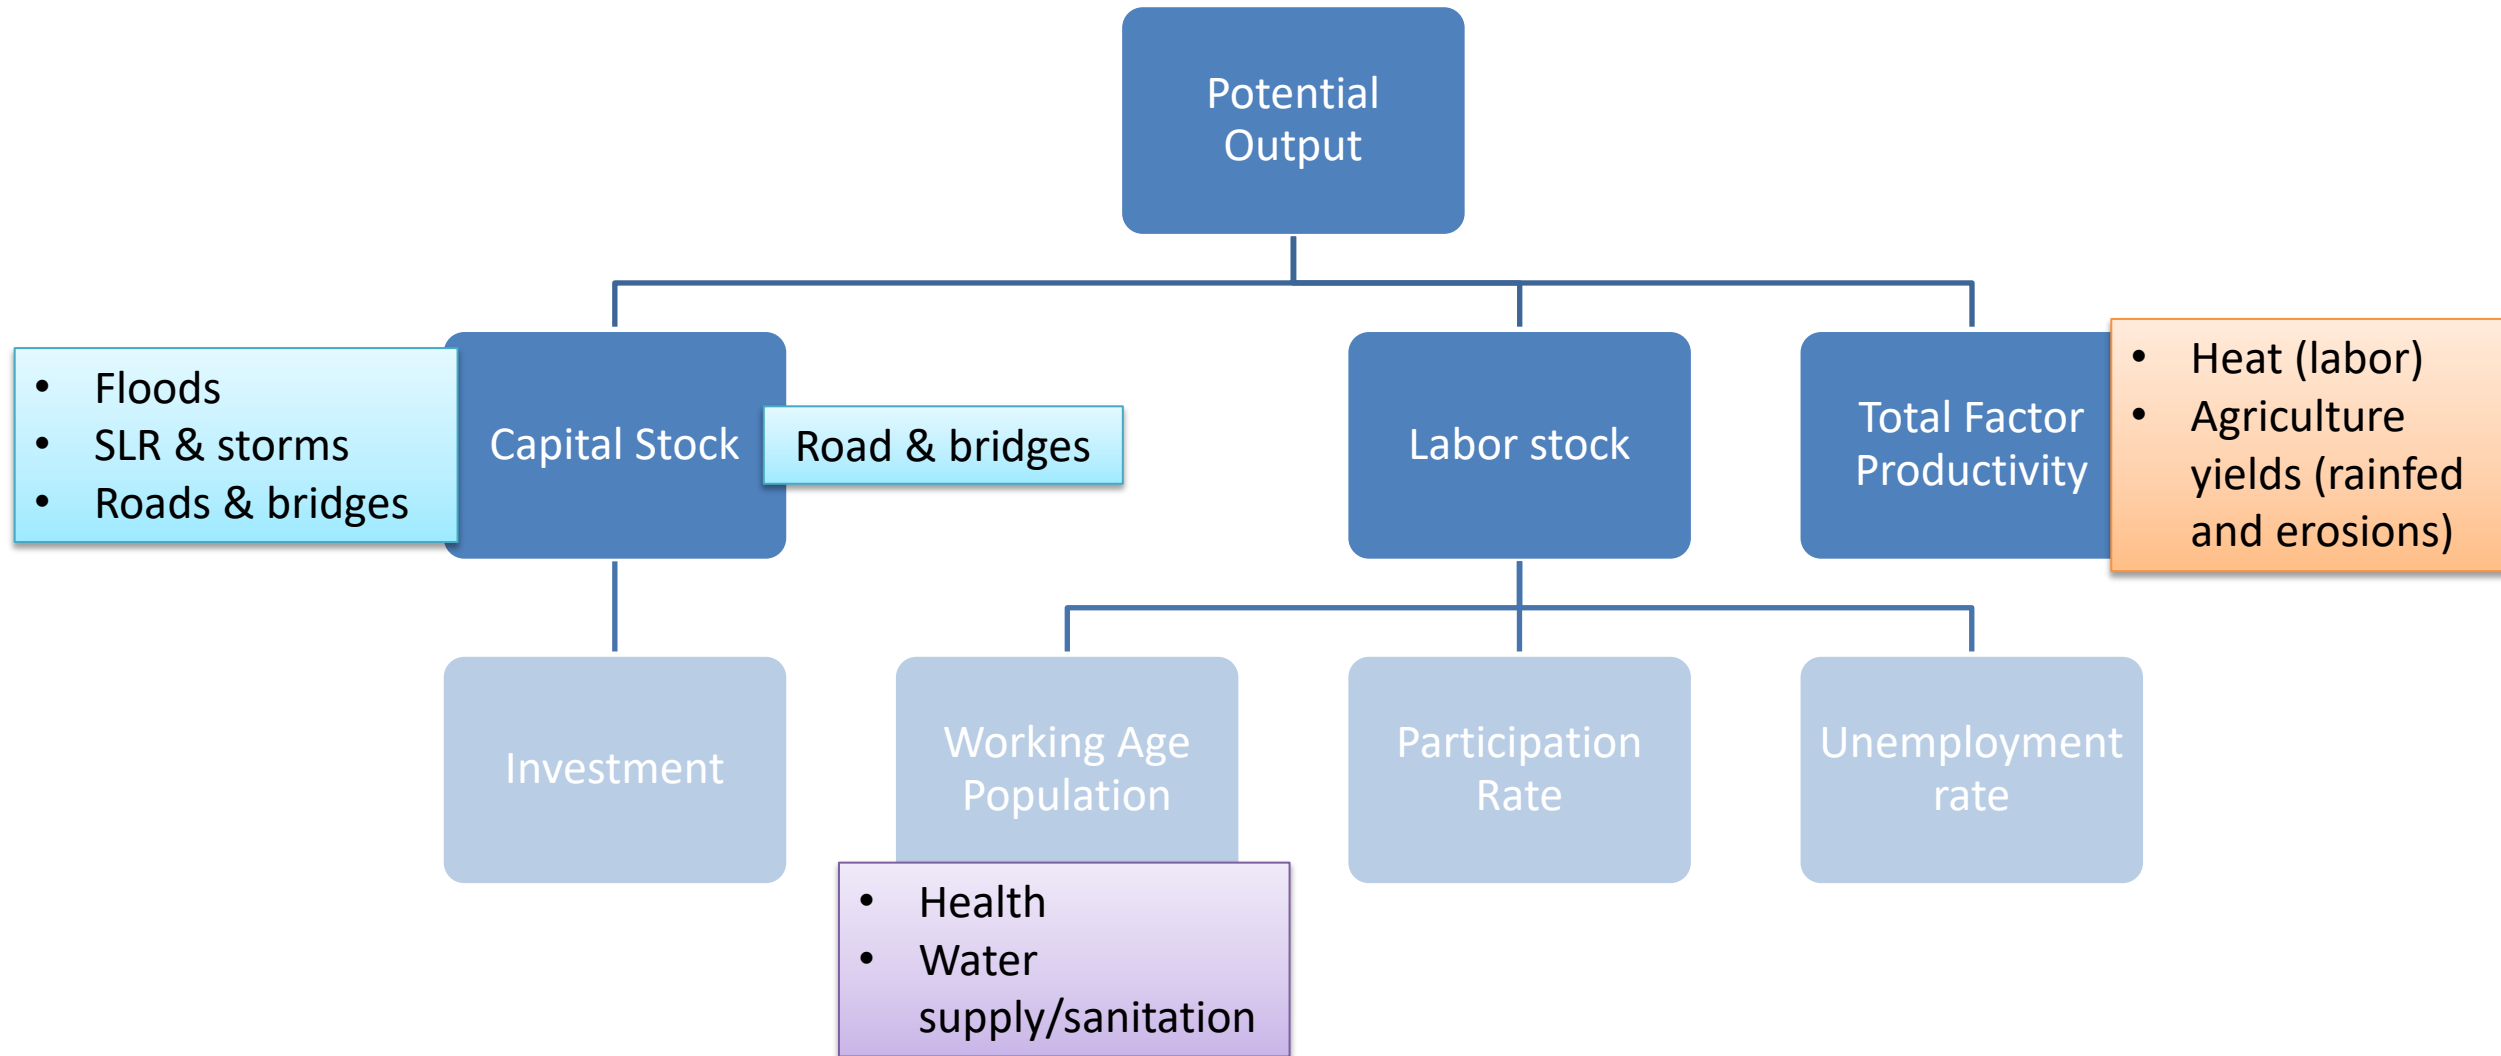 Potential
Output
• Floods
• SLR & storms
• Roads & bridges
Capital Stock
Road & bridges
Labor stock
Total Factor
Productivity
• Heat (labor)
• Agriculture
yields (rainfed
and erosions)
Investment
Working Age
Population
• Health
• Water
supply/sanitation
Participation
Rate
Unemployment
rate